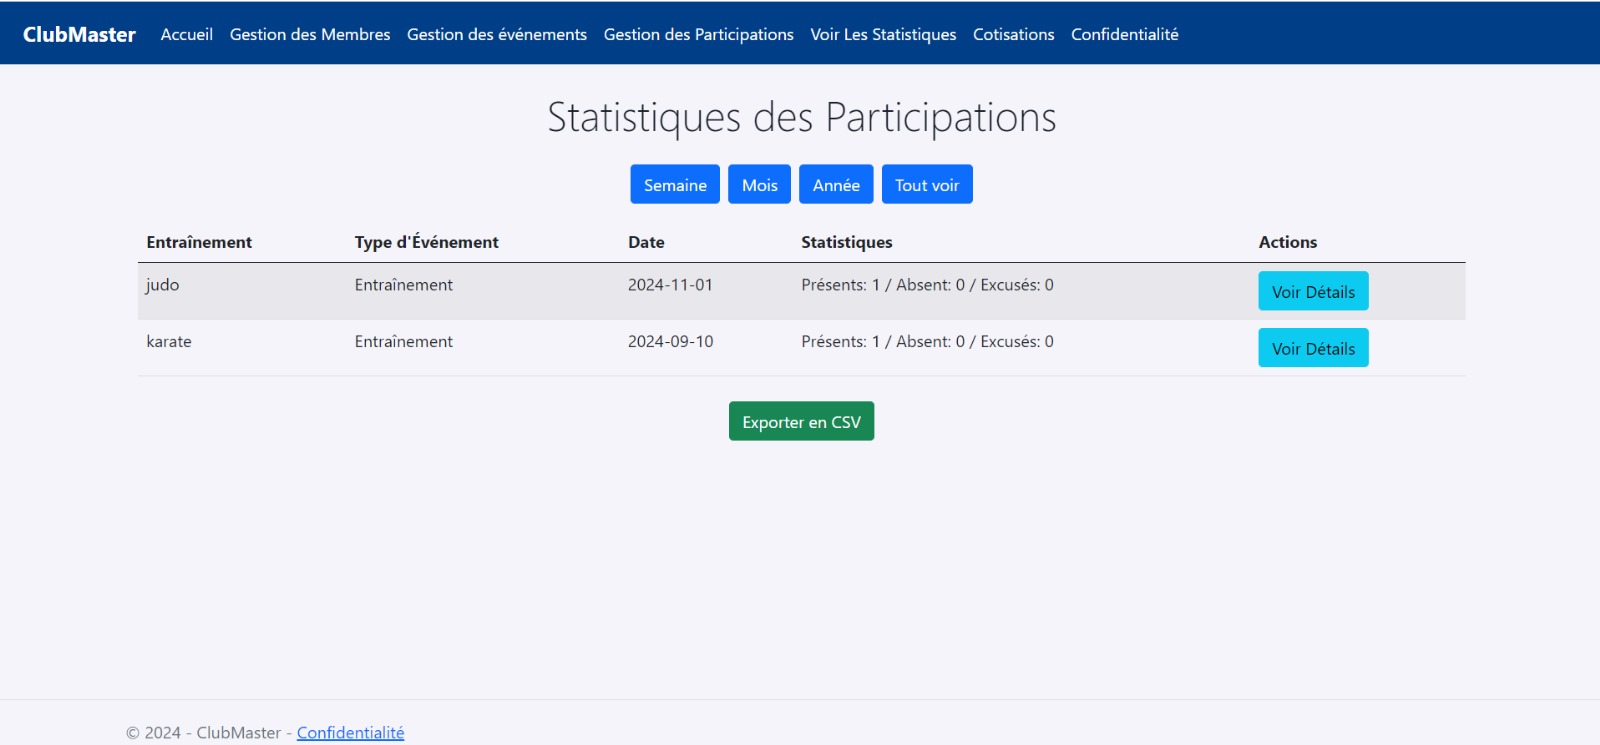 ClubMaster Accueil Gestion des Membres Gestion des événements Gestion des Participations Voir Les Statistiques Cotisations Confidentialité
Statistiques des Participations
Semaine Mois Année Tout voir
Entraînement Type d'Événement Date Statistiques Actions
judo Entraînement 2024-11-01 Présents: 1 / Absent: 0 / Excusés: 0 Voir Détails
karate Entraînement 2024-09-10 Présents: 1 / Absent: 0 / Excusés: 0 Voir Détails
Exporter en CSV
© 2024 - ClubMaster - Confidentialité